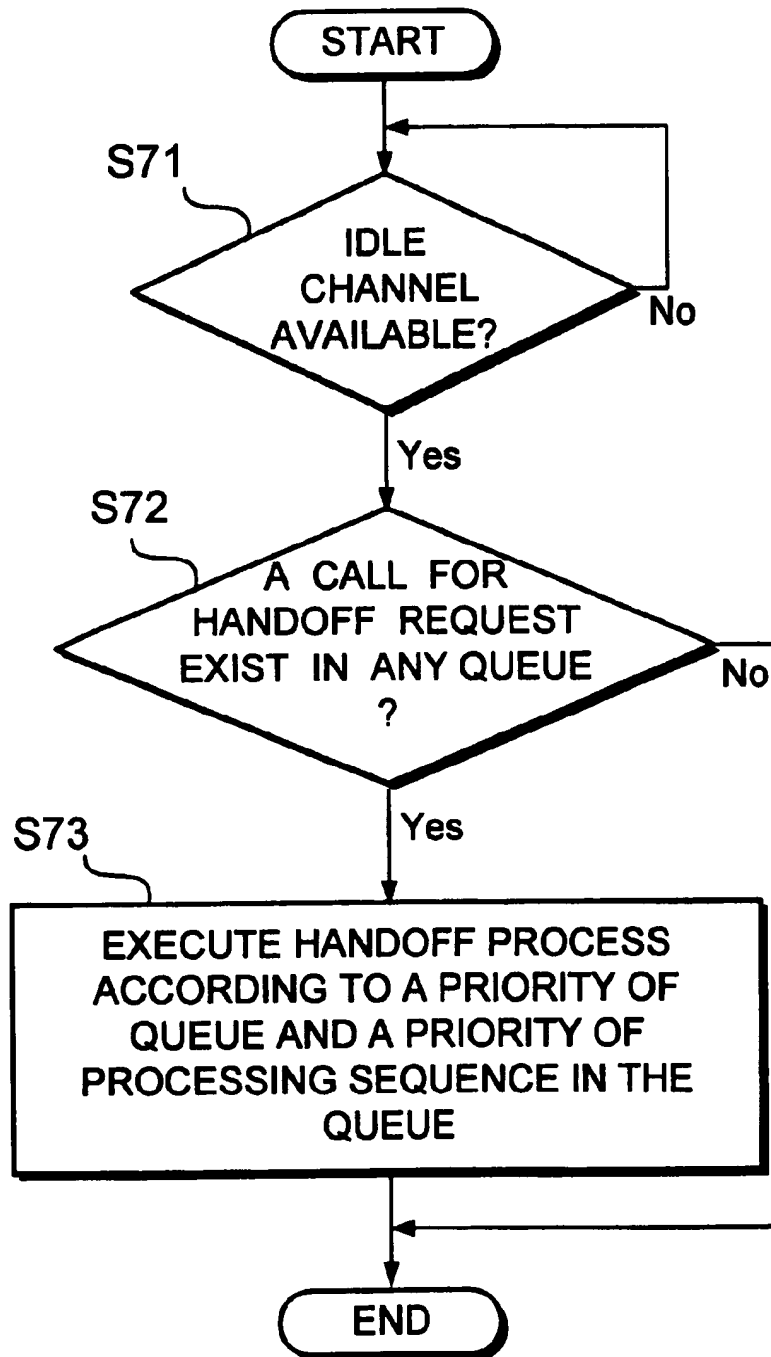 START
S71
IDLE
CHANNEL
AVAILABLE?
No
Yes
S72
A CALL FOR
HANDOFF REQUEST
EXIST IN ANY QUEUE
?
No
Yes
S73
EXECUTE HANDOFF PROCESS
ACCORDING TO A PRIORITY OF
QUEUE AND A PRIORITY OF
PROCESSING SEQUENCE IN THE
QUEUE
END